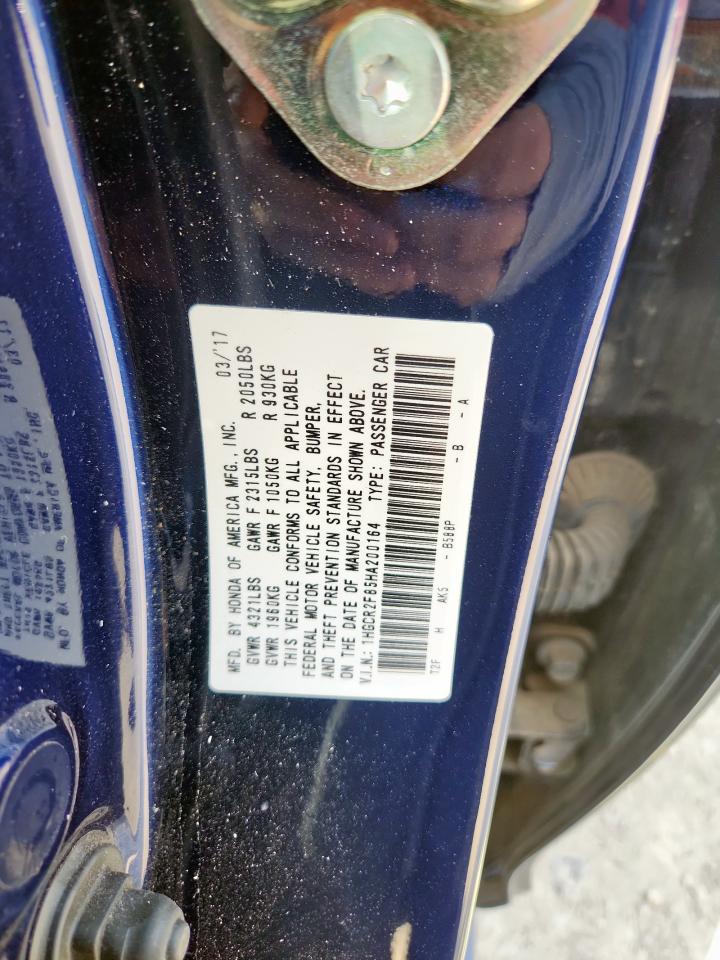 MFD. BY HONDA OF AMERICA MFG., INC. 03/'17
GVWR 4321LBS GAWR F 2315LBS R 2050LBS
GVWR 1960KG GAWR F 1050KG R 930KG
THIS VEHICLE CONFORMS TO ALL APPLICABLE
FEDERAL MOTOR VEHICLE SAFETY, BUMPER,
AND THEFT PREVENTION STANDARDS IN EFFECT
ON THE DATE OF MANUFACTURE SHOWN ABOVE.
V.I.N.: 1HGCR2F85HA200164 TYPE: PASSENGER CAR
T2F H AK5 - B588P - B - A